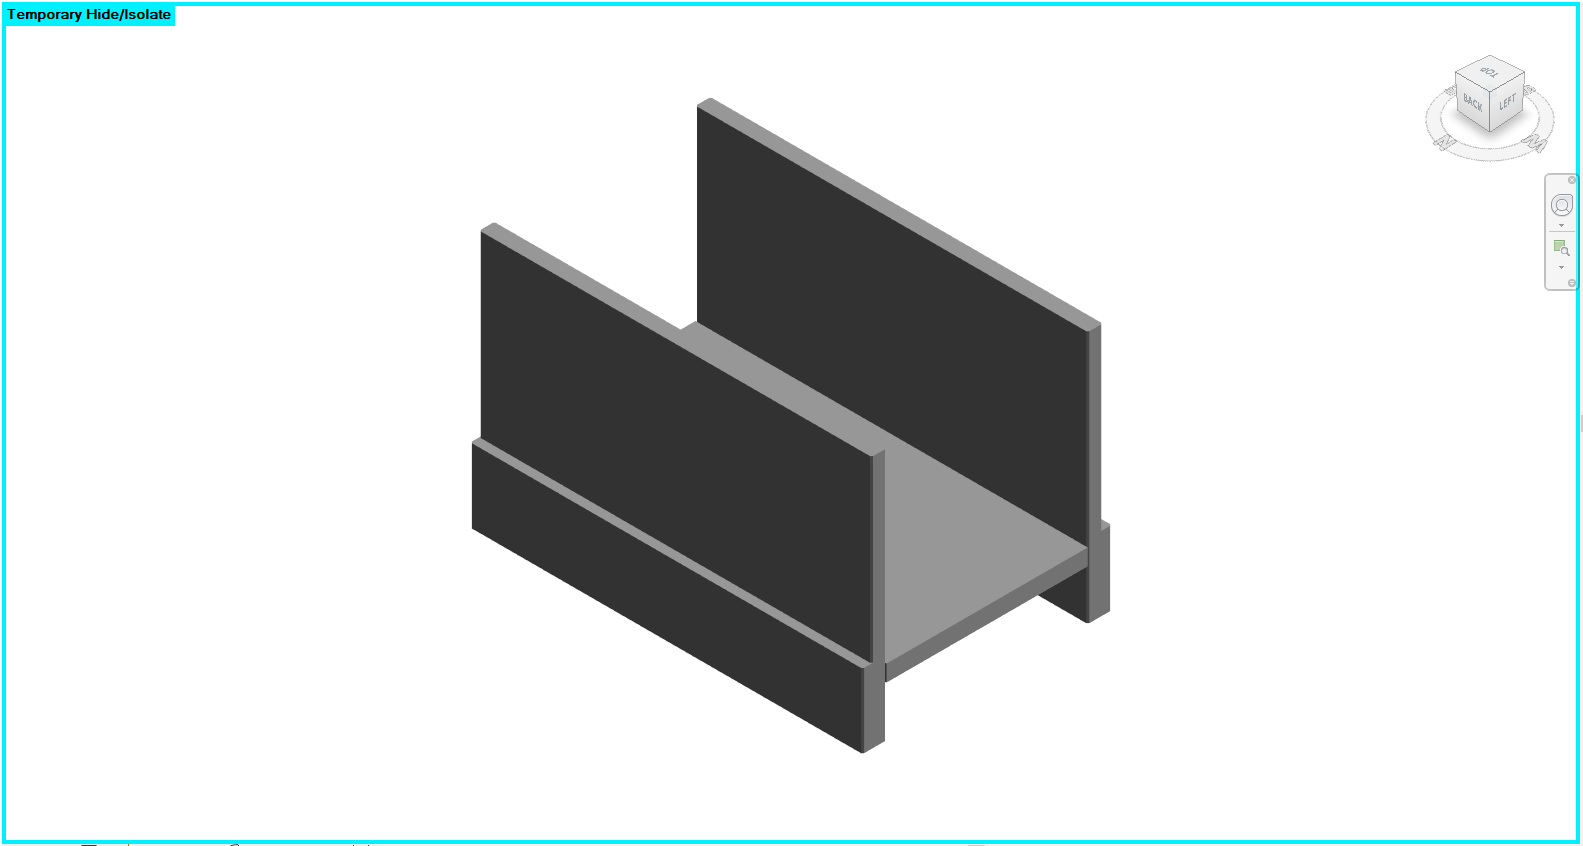 Temporary Hide/Isolate
TOP
BACK
LEFT
N
W